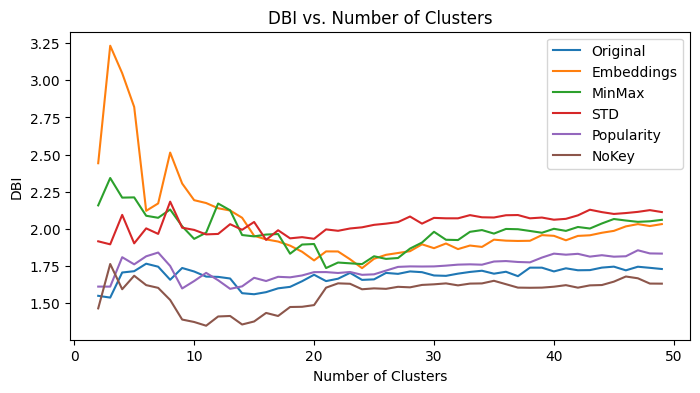 DBI vs. Number of Clusters
DBI
3.25
3.00
2.75
2.50
2.25
2.00
1.75
1.50
0
10
20
30
40
50
Number of Clusters
Original
Embeddings
MinMax
STD
Popularity
NoKey